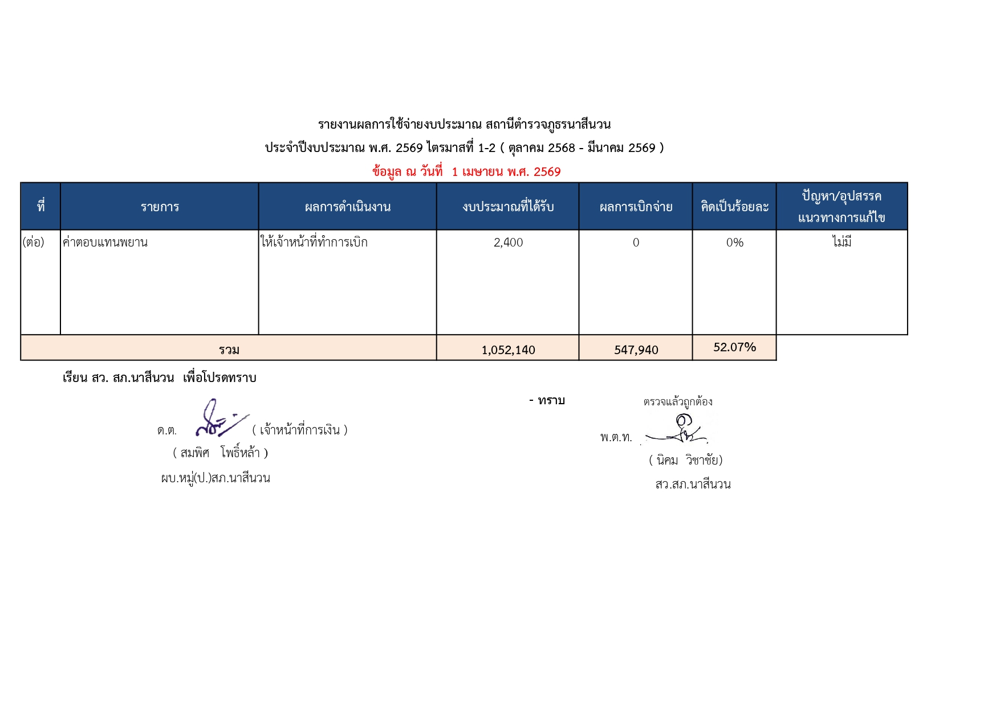 รายงานผลการใช้จ่ายงบประมาณ สถานีตำรวจภูธรนาสีนวน
ประจำปีงบประมาณ พ.ศ. 2569 ไตรมาสที่ 1-2 ( ตุลาคม 2568 - มีนาคม 2569 )
ข้อมูล ณ วันที่ 1 เมษายน พ.ศ. 2569
ที่ รายการ ผลการดำเนินงาน งบประมาณที่ได้รับ ผลการเบิกจ่าย คิดเป็นร้อยละ ปัญหา/อุปสรรค
แนวทางการแก้ไข
(ต่อ) ค่าตอบแทนพยาน ให้เจ้าหน้าที่ทำการเบิก 2,400 0 0% ไม่มี
รวม 1,052,140 547,940 52.07%
เรียน สว. สภ.นาสีนวน เพื่อโปรดทราบ
- ทราบ ตรวจแล้วถูกต้อง
ด.ต. ( เจ้าหน้าที่การเงิน )
พ.ต.ท.
( สมพิศ โพธิ์หล้า )
( นิคม วิชาชัย)
ผบ.หมู่(ป.)สภ.นาสีนวน
สว.สภ.นาสีนวน